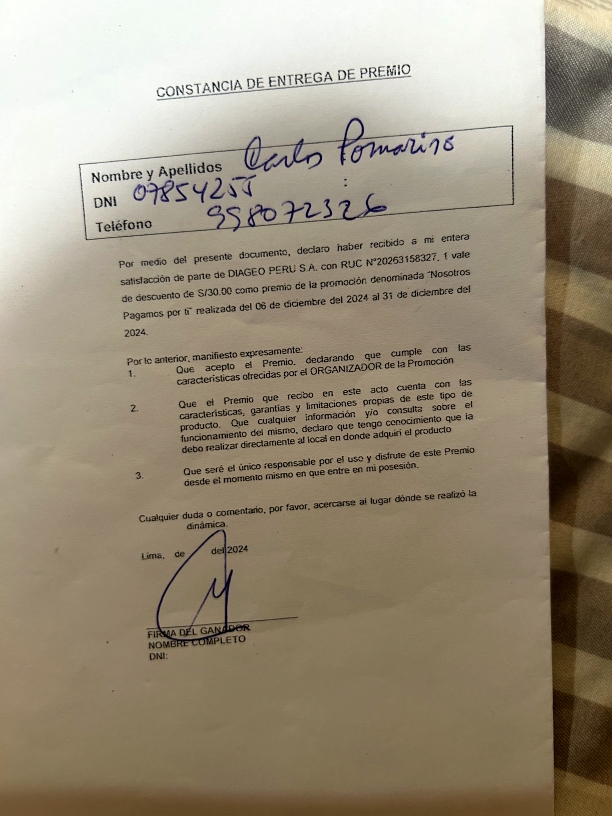 CONSTANCIA DE ENTREGA DE PREMIO
Nombre y Apellidos Carlos Pomarino
:
DNI 07854255
Teléfono 998072326
Por medio del presente documento, declaro haber recibido a mi entera
satisfacción de parte de DIAGEO PERU S.A. con RUC N°20263158327, 1 vale
de descuento de S/30.00 como premio de la promoción denominada "Nosotros
Pagamos por ti" realizada del 06 de diciembre del 2024 al 31 de diciembre del
2024.
Por lo anterior, manifiesto expresamente:
1. Que acepto el Premio, declarando que cumple con las
características ofrecidas por el ORGANIZADOR de la Promoción
2. Que el Premio que recibo en este acto cuenta con las
características, garantías y limitaciones propias de este tipo de
producto. Que cualquier información y/o consulta sobre el
funcionamiento del mismo, declaro que tengo conocimiento que la
debo realizar directamente al local en donde adquirí el producto
3. Que seré el único responsable por el uso y disfrute de este Premio
desde el momento mismo en que entre en mi posesión.
Cualquier duda o comentario, por favor, acercarse al lugar dónde se realizó la
dinámica.
Lima, de del 2024
FIRMA DEL GANADOR
NOMBRE COMPLETO
DNI: